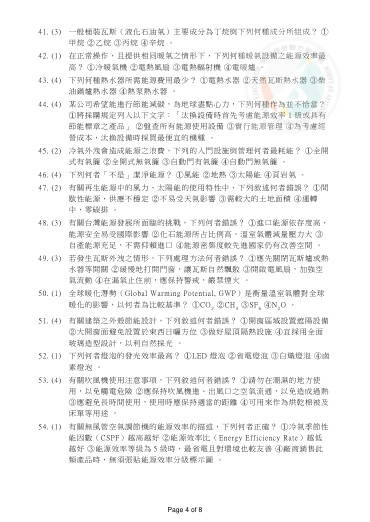 41. (3) 一般桶裝瓦斯（液化石油氣）主要成分為丁烷與下列何種成分所組成？ ①
甲烷 ②乙烷 ③丙烷 ④辛烷 。
42. (1) 在正常操作，且提供相同暖氣之情形下，下列何種暖氣設備之能源效率最
高？ ①冷暖氣機 ②電熱風扇 ③電熱輻射機 ④電暖爐 。
43. (4) 下列何種熱水器所需能源費用最少？ ①電熱水器 ②天然瓦斯熱水器 ③柴
油鍋爐熱水器 ④熱泵熱水器 。
44. (4) 某公司希望能進行節能減碳，為地球盡點心力，下列何種作為並不恰當？
①將採購規定列入以下文字：「汰換設備時首先考慮能源效率１級或具有
節能標章之產品」 ②盤查所有能源使用設備 ③實行能源管理 ④為考慮經
營成本，汰換設備時採買最便宜的機種 。
45. (2) 冷氣外洩會造成能源之浪費，下列的入門設施與管理何者最耗能？ ①全開
式有氣簾 ②全開式無氣簾 ③自動門有氣簾 ④自動門無氣簾 。
46. (4) 下列何者「不是」潔淨能源？ ①風能 ②地熱 ③太陽能 ④頁岩氣 。
47. (2) 有關再生能源中的風力、太陽能的使用特性中，下列敘述何者錯誤？ ①間
歇性能源，供應不穩定 ②不易受天氣影響 ③需較大的土地面積 ④運轉
中，零碳排 。
48. (3) 有關台灣能源發展所面臨的挑戰，下列何者錯誤？ ①進口能源依存度高，
能源安全易受國際影響 ②化石能源所占比例高，溫室氣體減量壓力大 ③
自產能源充足，不需仰賴進口 ④能源密集度較先進國家仍有改善空間 。
49. (3) 若發生瓦斯外洩之情形，下列處理方法何者錯誤？ ①應先關閉瓦斯爐或熱
水器等開關 ②緩慢地打開門窗，讓瓦斯自然飄散 ③開啟電風扇，加強空
氣流動 ④在漏氣止住前，應保持警戒，嚴禁煙火 。
50. (1) 全球暖化潛勢（Global Warming Potential, GWP）是衡量溫室氣體對全球
暖化的影響，以何者為比較基準？ ①CO₂ ②CH₄ ③SF₆ ④N₂O 。
51. (4) 有關建築之外殼節能設計，下列敘述何者錯誤？ ①開窗區域設置遮陽設備
②大開窗面避免設置於東西日曬方位 ③做好屋頂隔熱設施 ④宜採用全面
玻璃造型設計，以利自然採光 。
52. (1) 下列何者燈泡的發光效率最高？ ①LED 燈泡 ②省電燈泡 ③白熾燈泡 ④鹵
素燈泡 。
53. (4) 有關吹風機使用注意事項，下列敘述何者錯誤？ ①請勿在潮濕的地方使
用，以免觸電危險 ②應保持吹風機進、出風口之空氣流通，以免造成過熱
③應避免長時間使用，使用時應保持適當的距離 ④可用來作為烘乾棉被及
床單等用途 。
54. (1) 有關無風管空氣調節機的能源效率的描述，下列何者正確？ ①冷氣季節性
能因數（CSPF）越高越好 ②能源效率比（Energy Efficiency Rate）越低
越好 ③能源效率等級為 5 級時，最省電且對環境也較友善 ④廠商銷售此
類產品時，無須張貼能源效率分級標示圖 。
Page 4 of 8